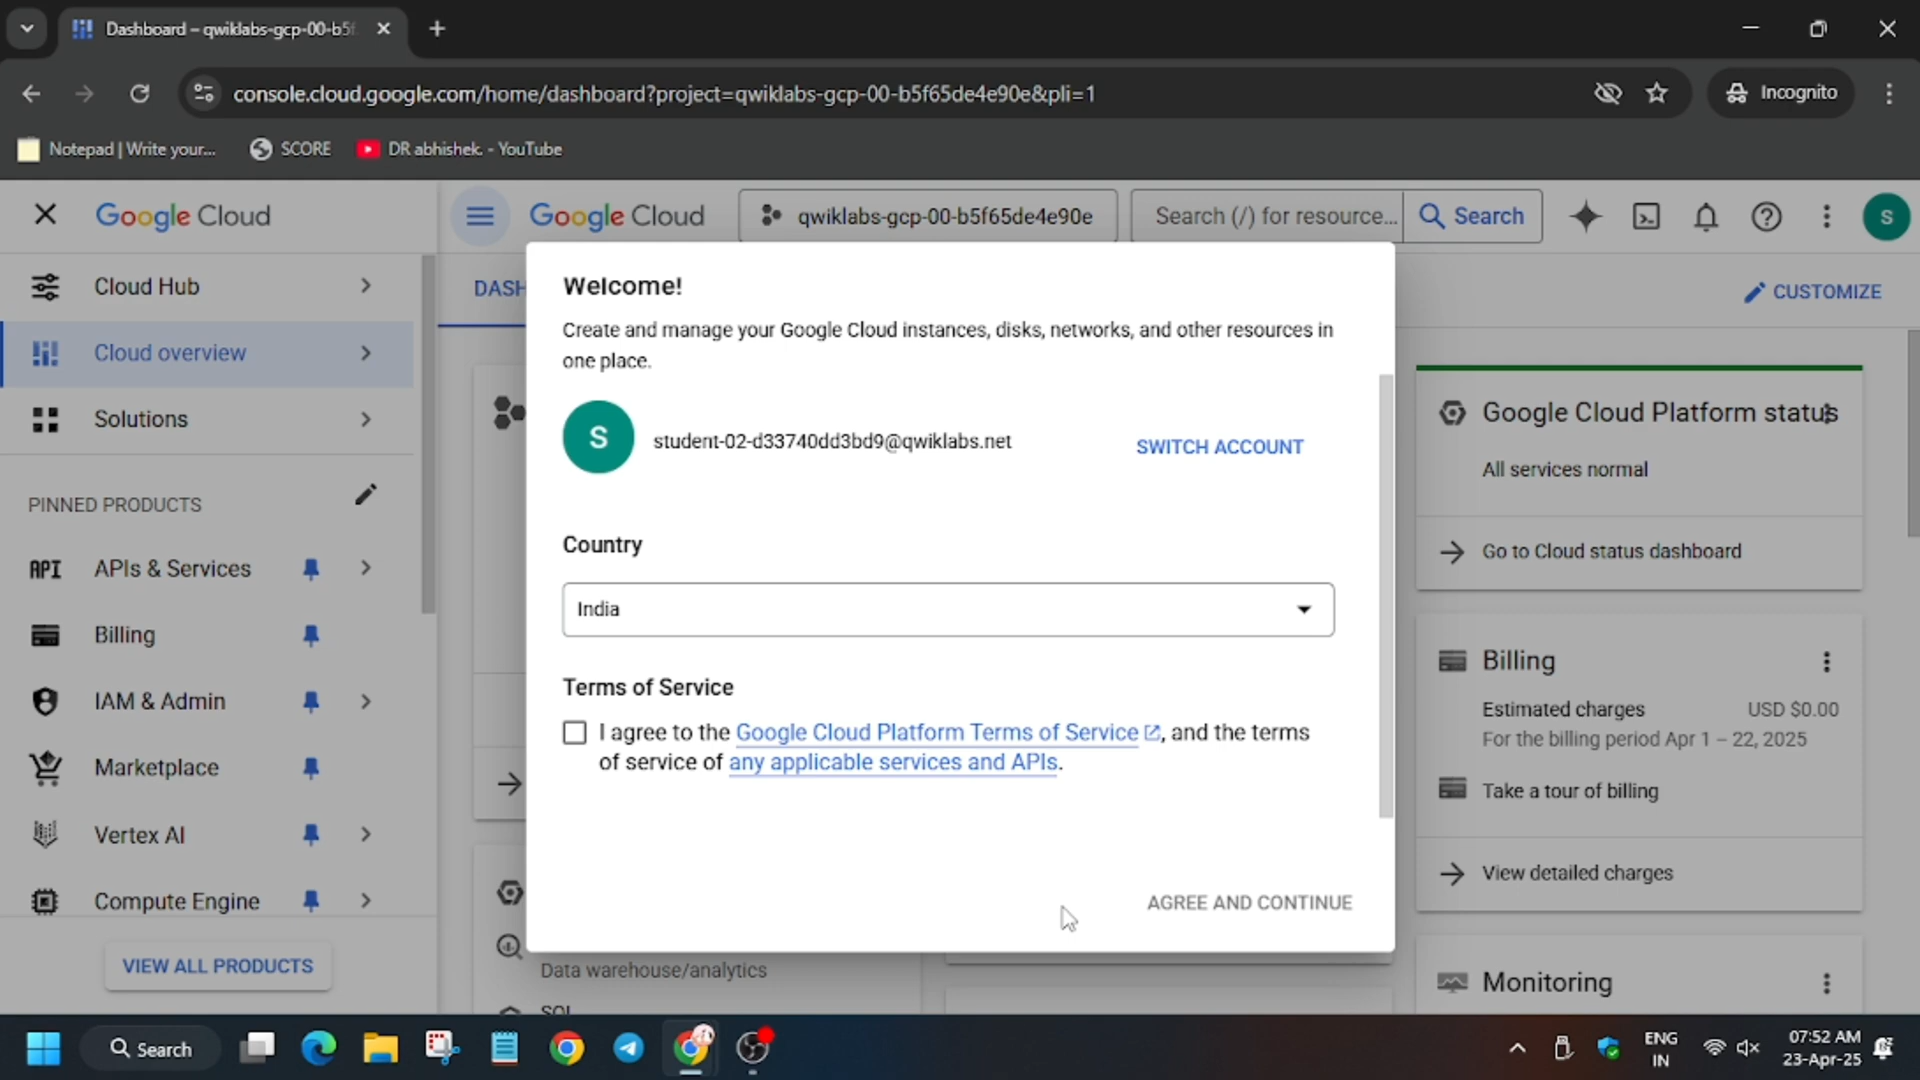 Dashboard – qwiklabs-gcp-00-b5f
console.cloud.google.com/home/dashboard?project=qwiklabs-gcp-00-b5f65de4e90e&pli=1
Incognito
Notepad | Write your...
SCORE
DR abhishek. - YouTube
Google Cloud
Google Cloud
qwiklabs-gcp-00-b5f65de4e90e
Search (/) for resource...
Search
S
Cloud Hub
Cloud overview
Solutions
PINNED PRODUCTS
API APIs & Services
Billing
IAM & Admin
Marketplace
Vertex AI
Compute Engine
VIEW ALL PRODUCTS
DASH
CUSTOMIZE
Welcome!
Create and manage your Google Cloud instances, disks, networks, and other resources in
one place.
S
student-02-d33740dd3bd9@qwiklabs.net
SWITCH ACCOUNT
Country
India
Terms of Service
I agree to the Google Cloud Platform Terms of Service, and the terms
of service of any applicable services and APIs.
AGREE AND CONTINUE
Data warehouse/analytics
SQL
Google Cloud Platform status
All services normal
Go to Cloud status dashboard
Billing
Estimated charges USD $0.00
For the billing period Apr 1 – 22, 2025
Take a tour of billing
View detailed charges
Monitoring
Search
ENG
IN
07:52 AM
23-Apr-25